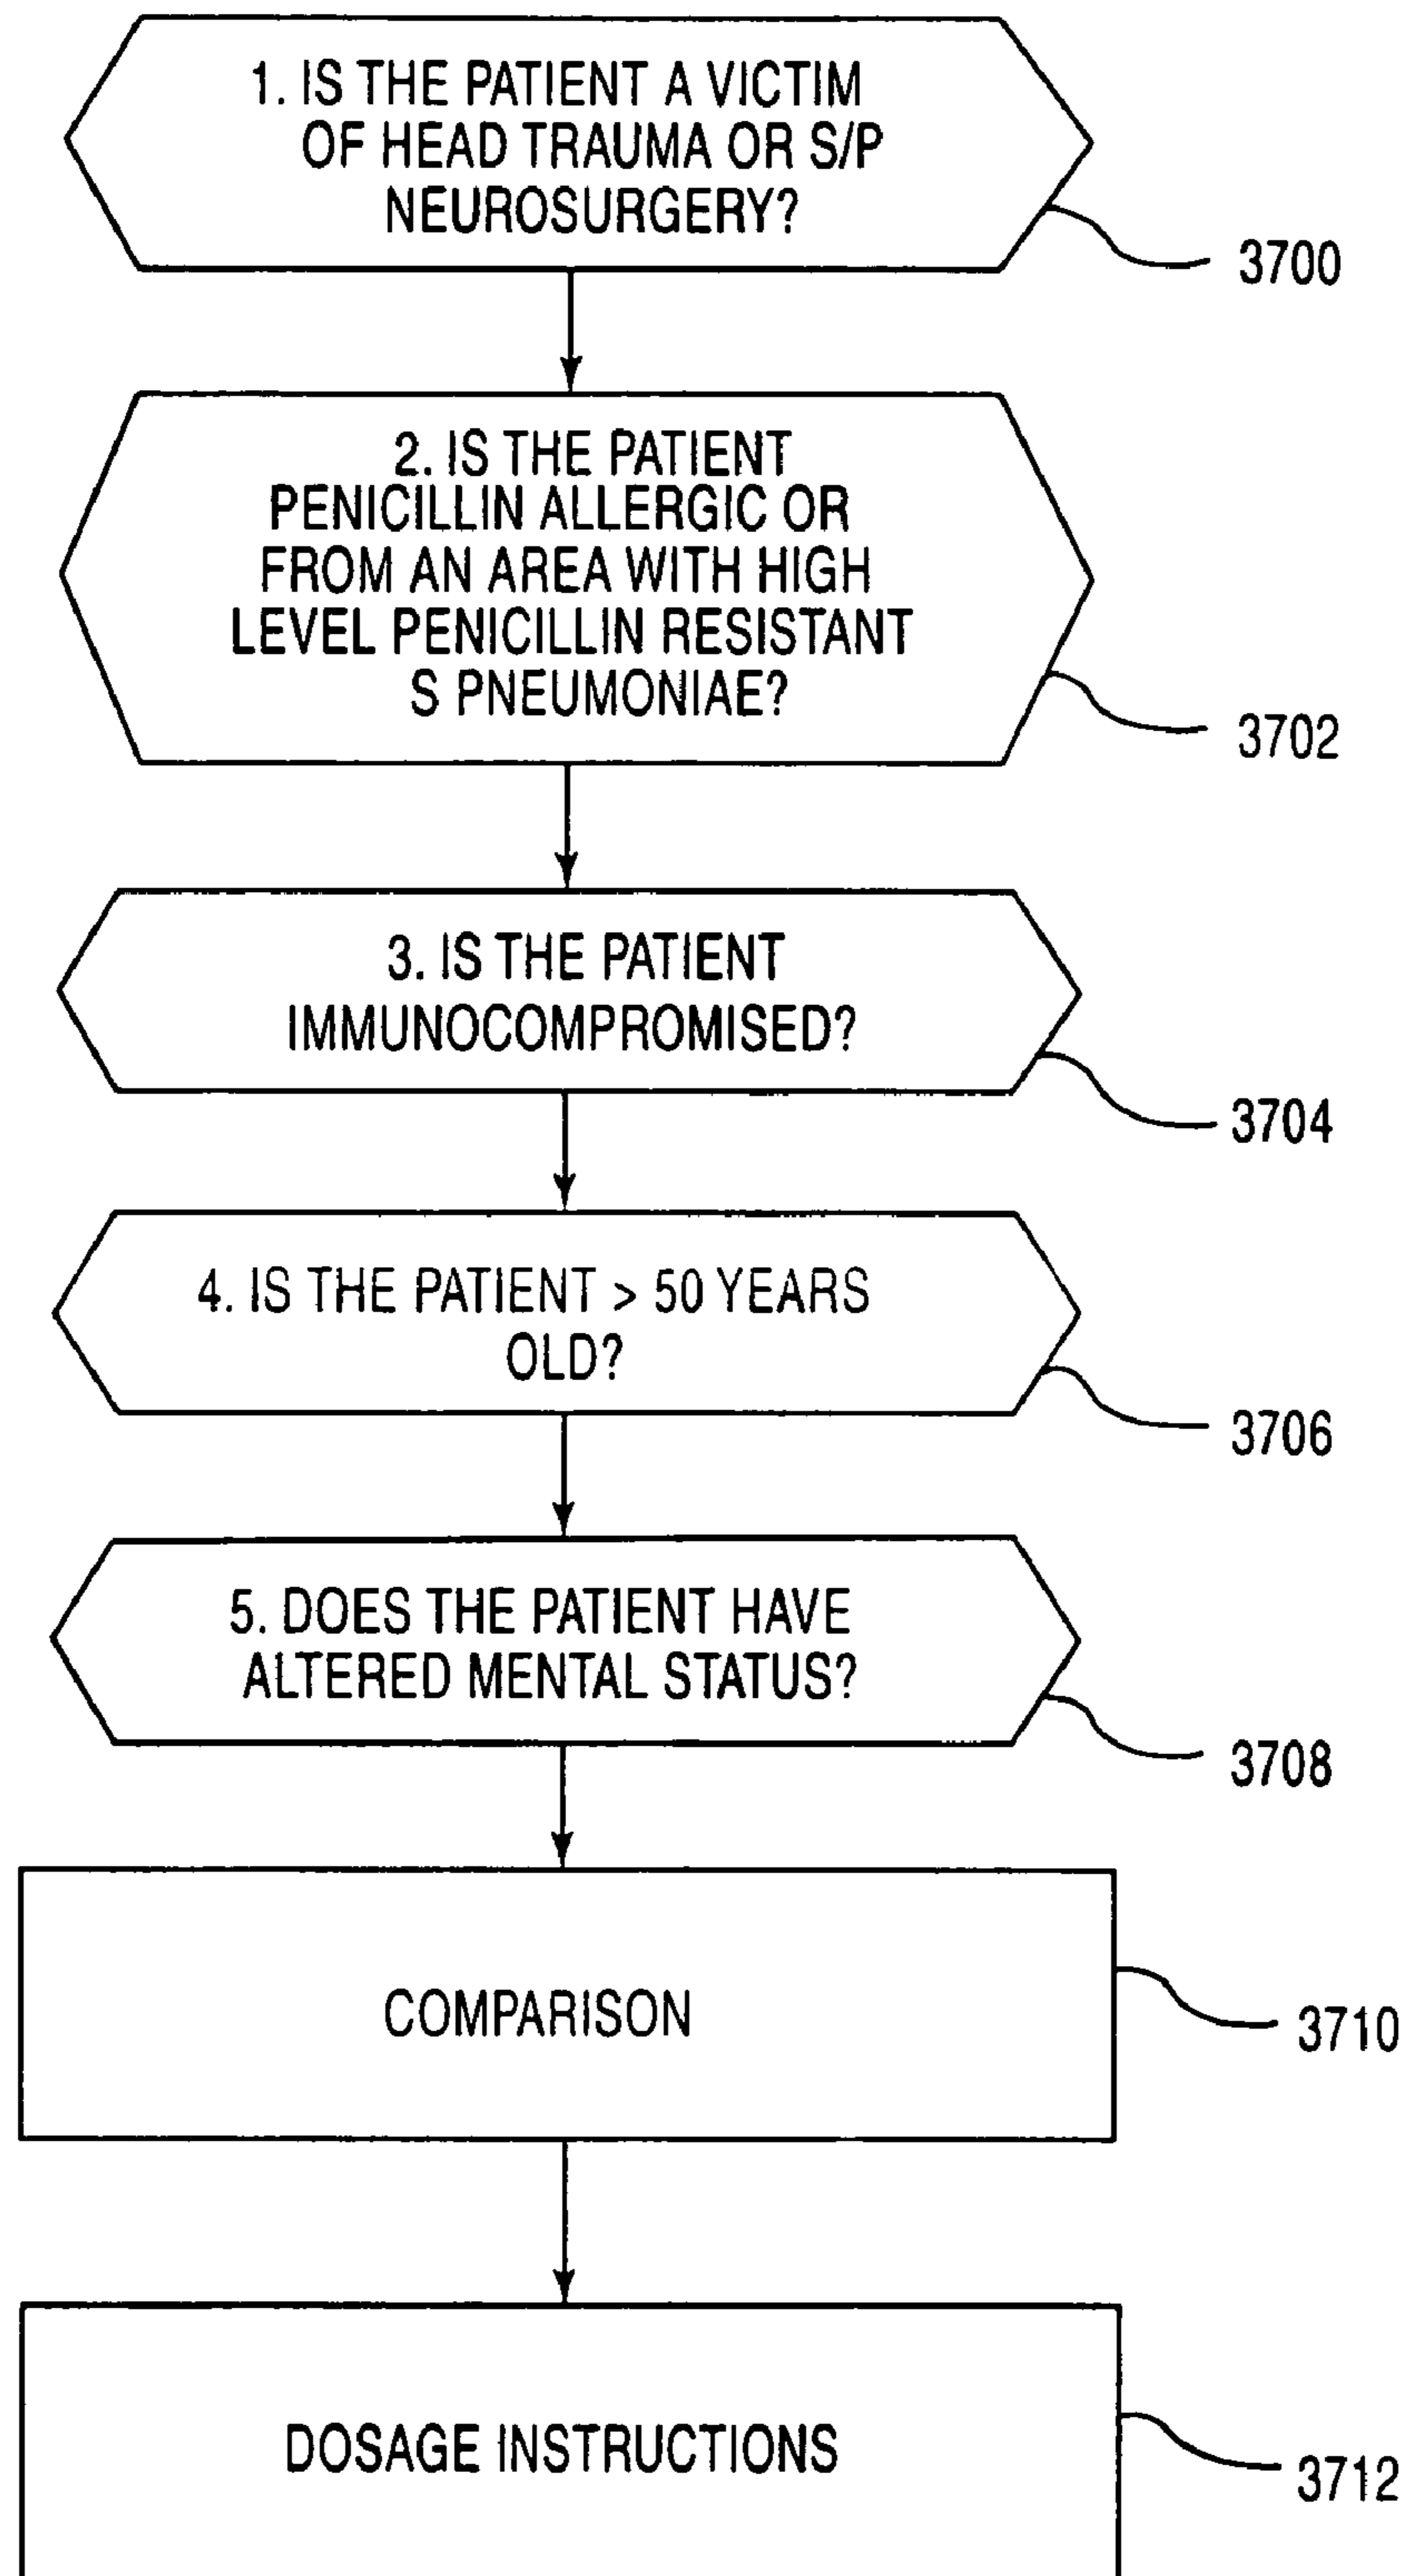 1. IS THE PATIENT A VICTIM
OF HEAD TRAUMA OR S/P
NEUROSURGERY?
3700
2. IS THE PATIENT
PENICILLIN ALLERGIC OR
FROM AN AREA WITH HIGH
LEVEL PENICILLIN RESISTANT
S PNEUMONIAE?
3702
3. IS THE PATIENT
IMMUNOCOMPROMISED?
3704
4. IS THE PATIENT > 50 YEARS
OLD?
3706
5. DOES THE PATIENT HAVE
ALTERED MENTAL STATUS?
3708
COMPARISON
3710
DOSAGE INSTRUCTIONS
3712